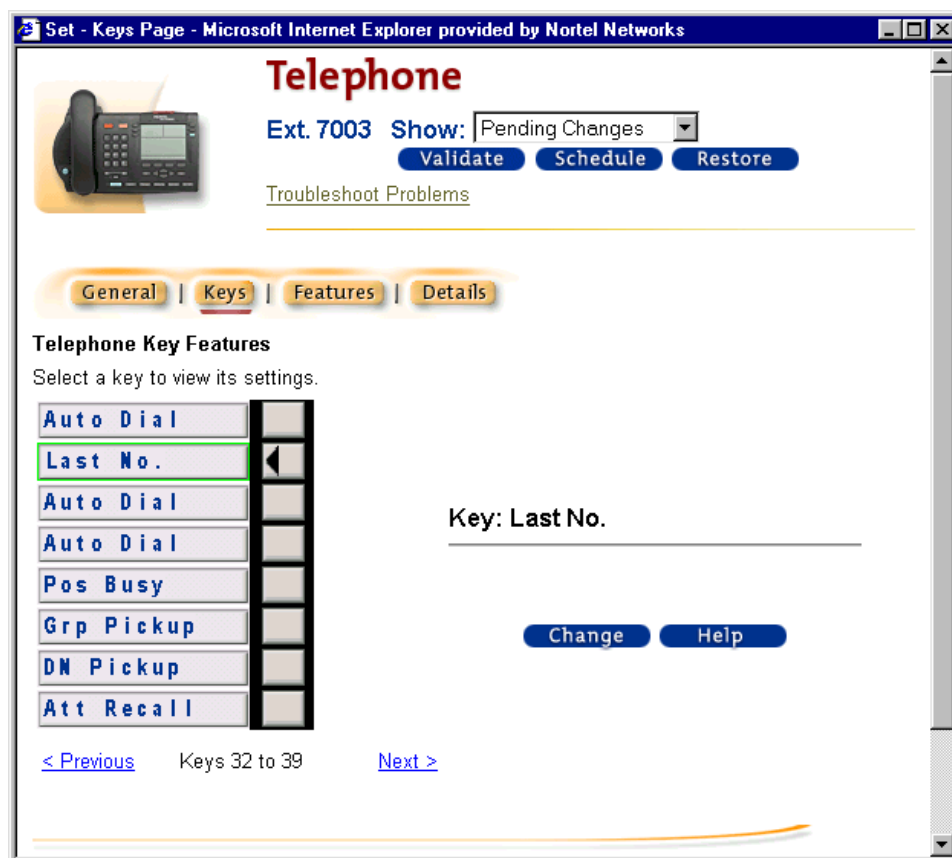 Set - Keys Page - Microsoft Internet Explorer provided by Nortel Networks
Telephone
Ext. 7003 Show: Pending Changes
Validate Schedule Restore
Troubleshoot Problems
General | Keys | Features | Details
Telephone Key Features
Select a key to view its settings.
Auto Dial
Last No.
Auto Dial
Auto Dial
Pos Busy
Grp Pickup
DN Pickup
Att Recall
Key: Last No.
Change Help
< Previous Keys 32 to 39 Next >